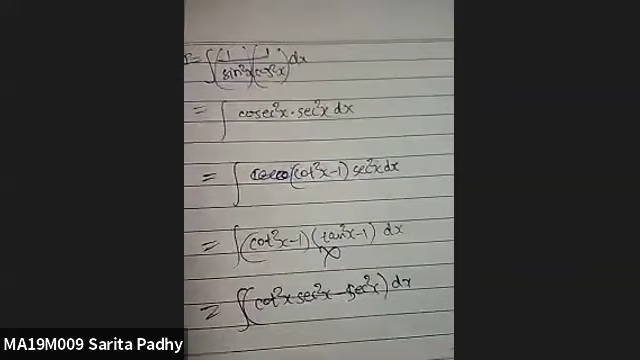 I = ∫(1/sin²x)(1/cos²x)dx
= ∫ cosec²x · sec²x dx
= ∫ (cot²x-1) sec²x dx
= ∫(cot²x-1)(tan²x-1) dx
= ∫(cot²x sec²x - sec²x) dx
MA19M009 Sarita Padhy